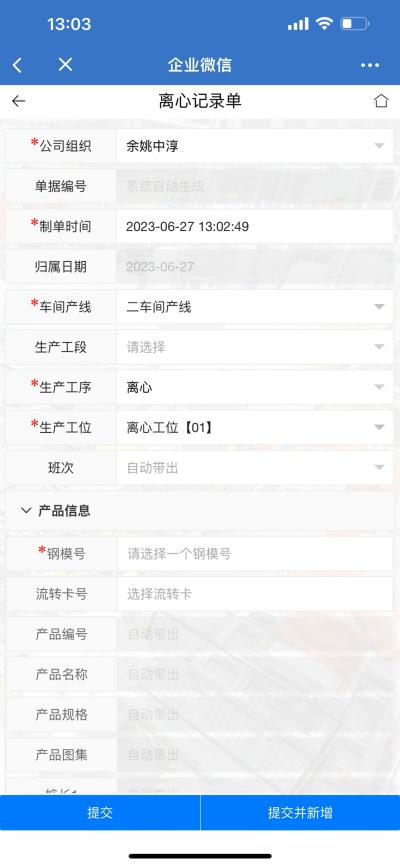 13:03
企业微信
离心记录单
*公司组织 余姚中淳
单据编号 系统自动生成
*制单时间 2023-06-27 13:02:49
归属日期 2023-06-27
*车间产线 二车间产线
生产工段 请选择
*生产工序 离心
*生产工位 离心工位【01】
班次 自动带出
产品信息
*钢模号 请选择一个钢模号
流转卡号 选择流转卡
产品编号 自动带出
产品名称 自动带出
产品规格 自动带出
产品图集 自动带出
提交 提交并新增